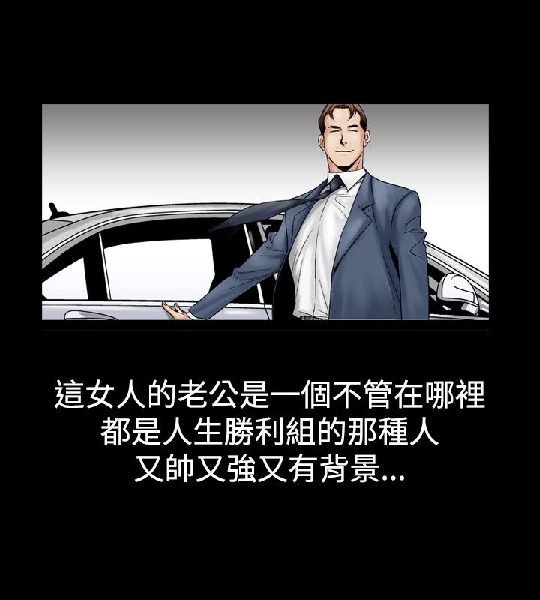 這女人的老公是一個不管在哪裡
都是人生勝利組的那種人
又帥又強又有背景...